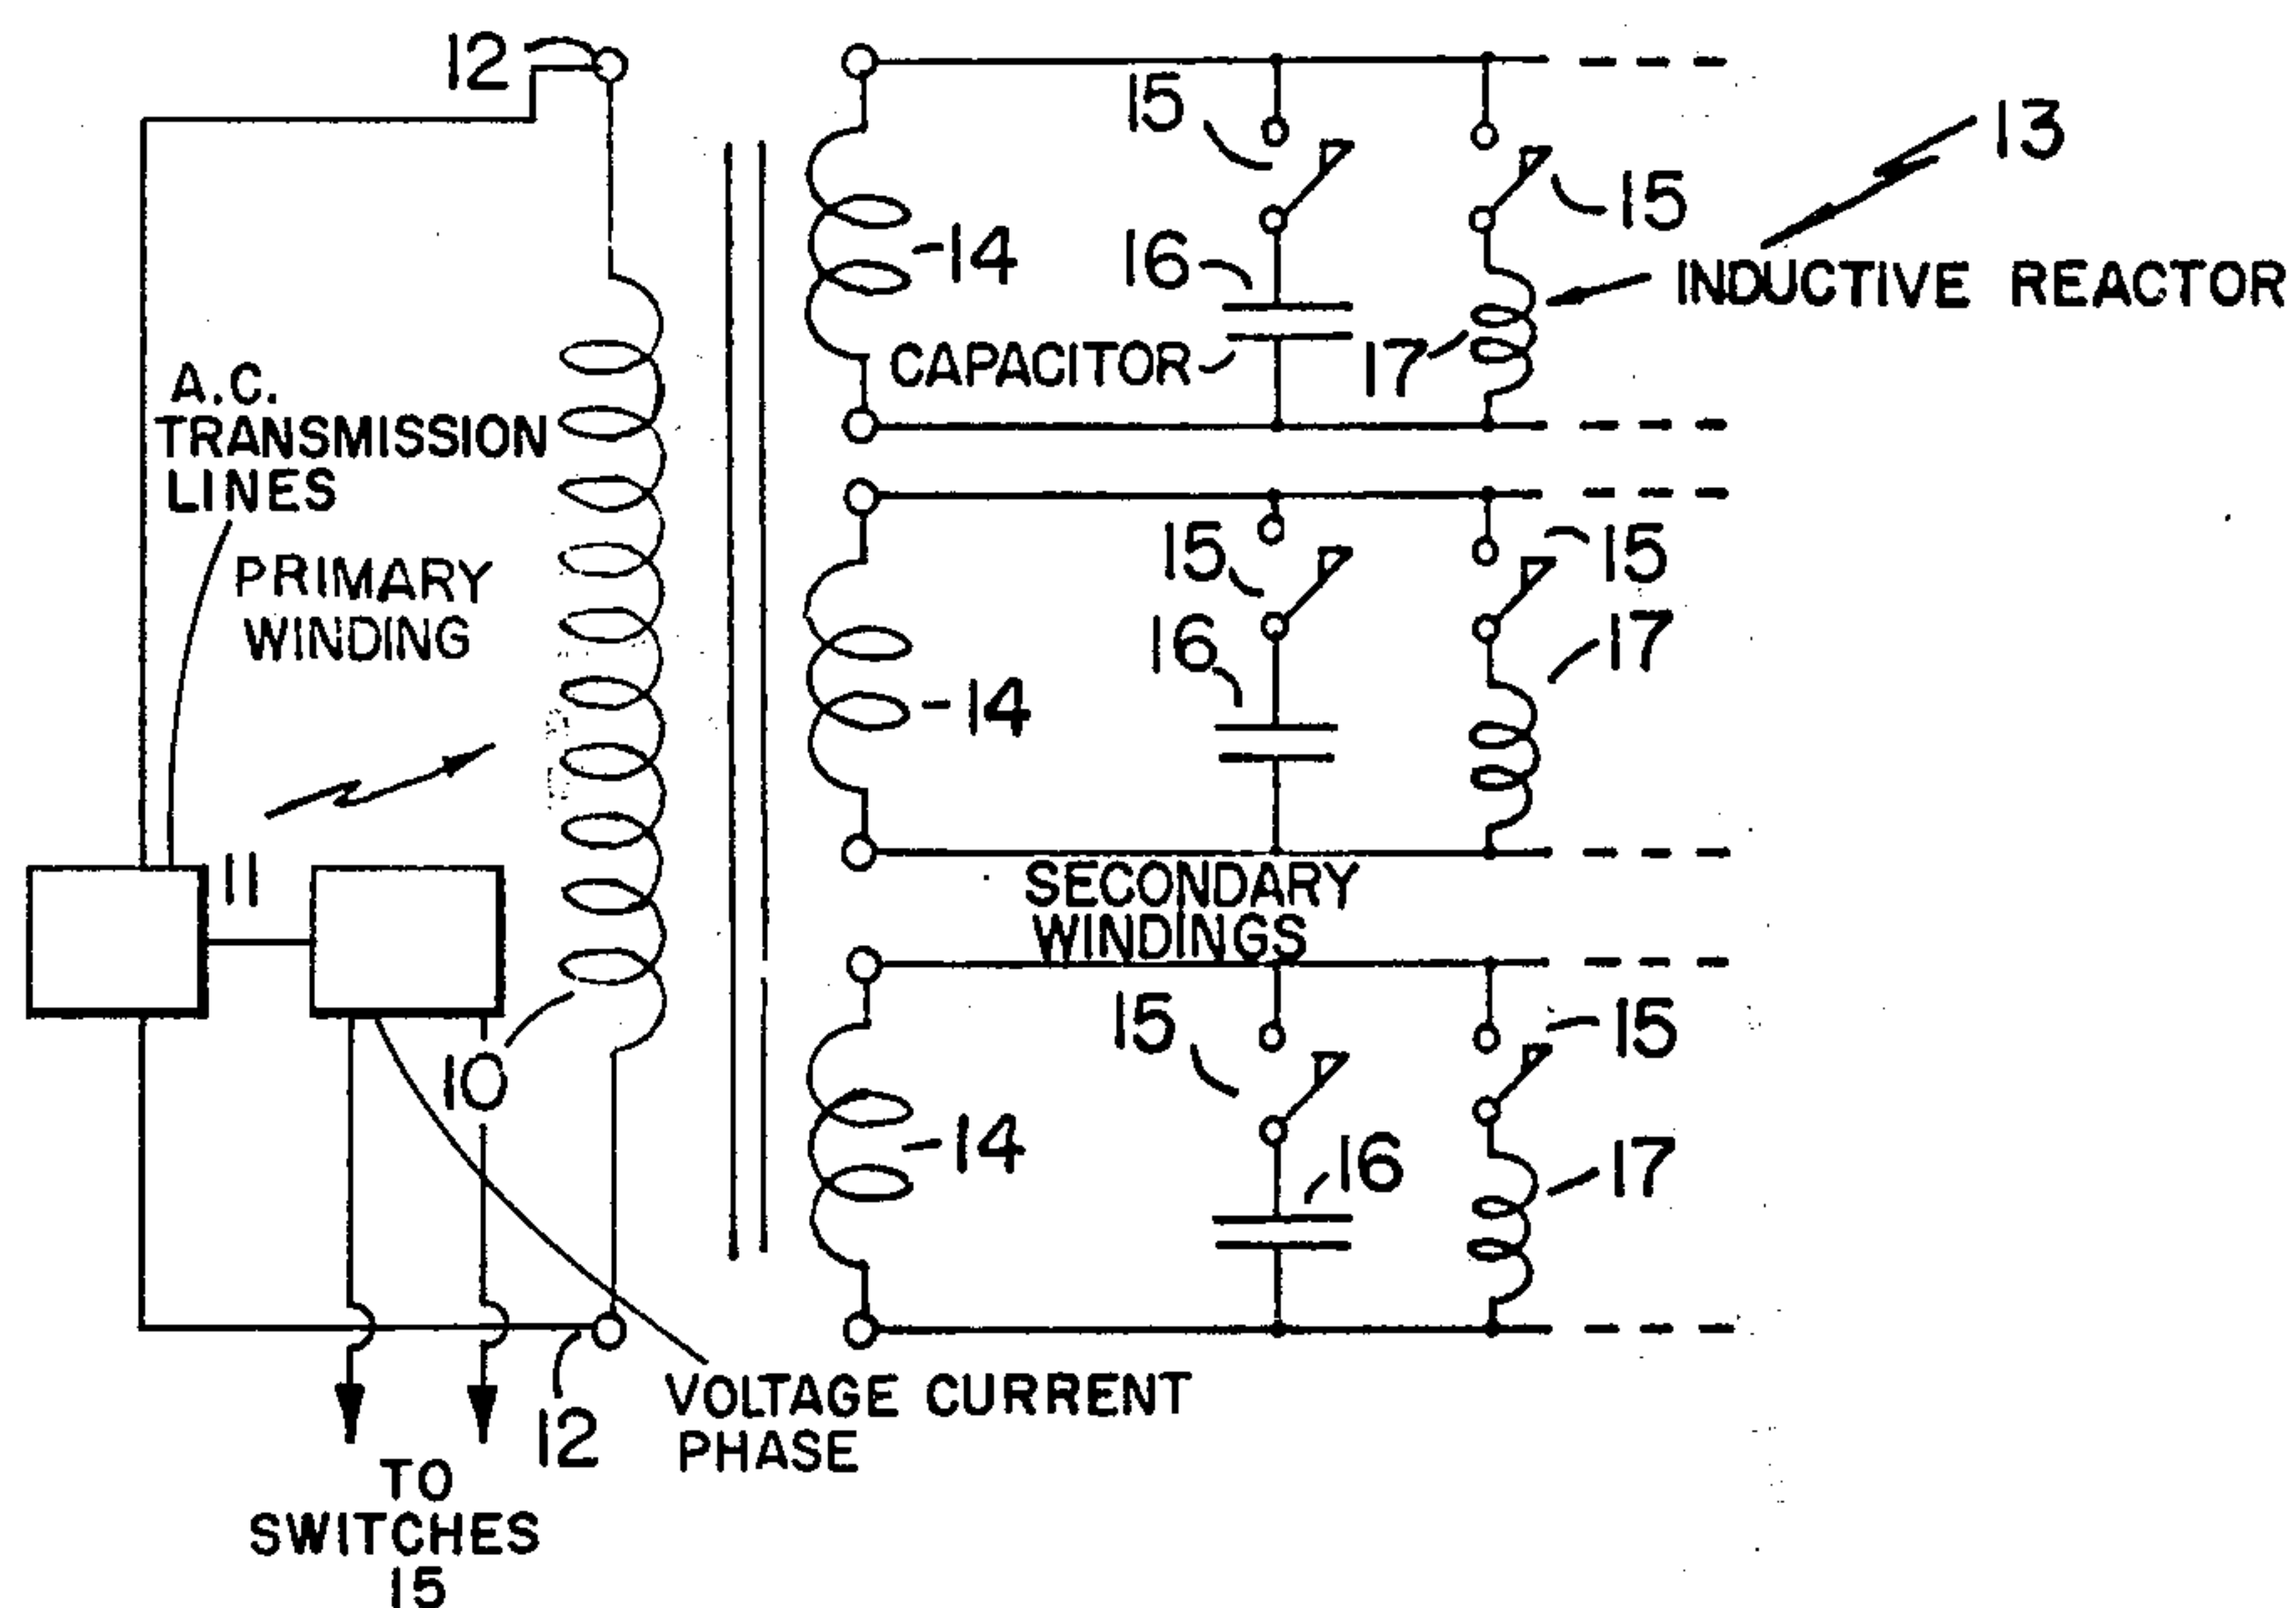 12
15
13
15
14
16
INDUCTIVE REACTOR
CAPACITOR
17
A.C.
TRANSMISSION
LINES
PRIMARY
WINDING
15
15
16
17
14
11
SECONDARY
WINDINGS
10
15
15
14
16
17
12
VOLTAGE CURRENT
PHASE
TO
SWITCHES
15